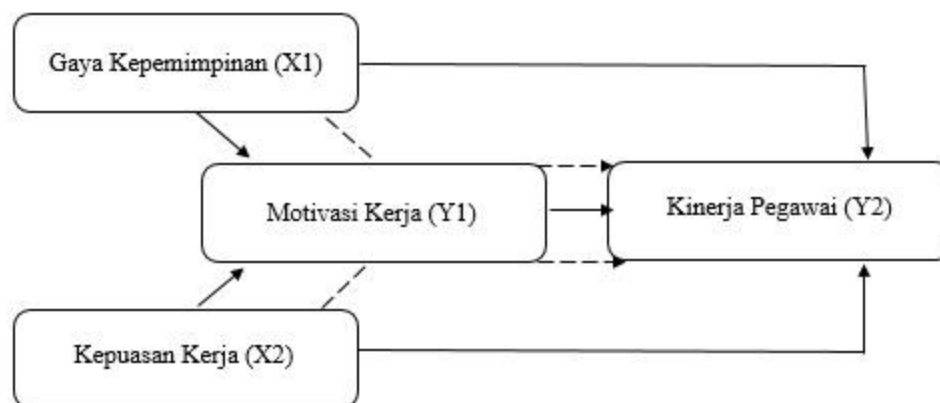 Gaya Kepemimpinan (X1)
Motivasi Kerja (Y1)
Kinerja Pegawai (Y2)
Kepuasan Kerja (X2)